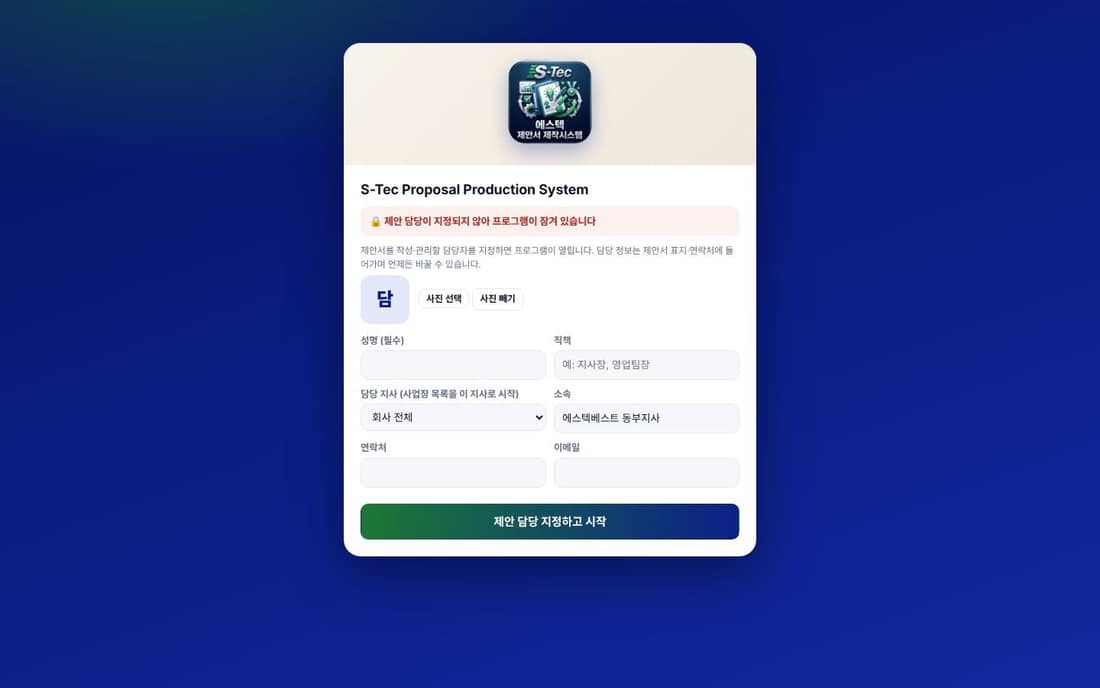 S-Tec
에스텍
제안서 제작시스템
S-Tec Proposal Production System
🔒 제안 담당이 지정되지 않아 프로그램이 잠겨 있습니다
제안서를 작성·관리할 담당자를 지정하면 프로그램이 열립니다. 담당 정보는 제안서 표지·연락처에 들
어가며 언제든 바꿀 수 있습니다.
담
사진 선택 사진 빼기
성명 (필수) 직책
예: 지사장, 영업팀장
담당 지사 (사업장 목록을 이 지사로 시작) 소속
회사 전체 에스텍베스트 동부지사
연락처 이메일
제안 담당 지정하고 시작